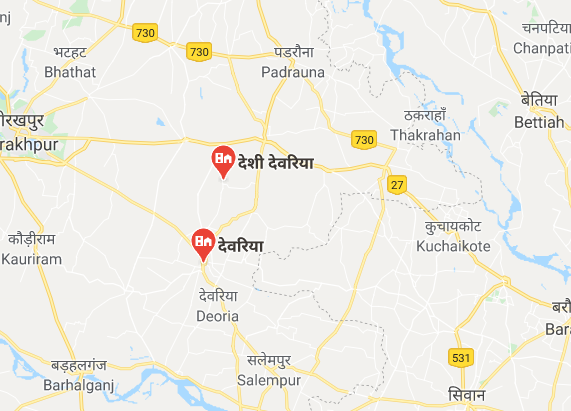 nj
730
चनपटिया
Chanpati
भटहट
Bhathat
730
पडरौना
Padrauna
बेतिया
Bettiah
ठकराहाँ
Thakrahan
रखपुर
rakhpur
730
देशी देवरिया
27
कौड़ीराम
Kauriram
देवरिया
कुचायकोट
Kuchaikote
देवरिया
Deoria
बरौ
Bara
बड़हलगंज
Barhalganj
सलेमपुर
Salempur
531
सिवान